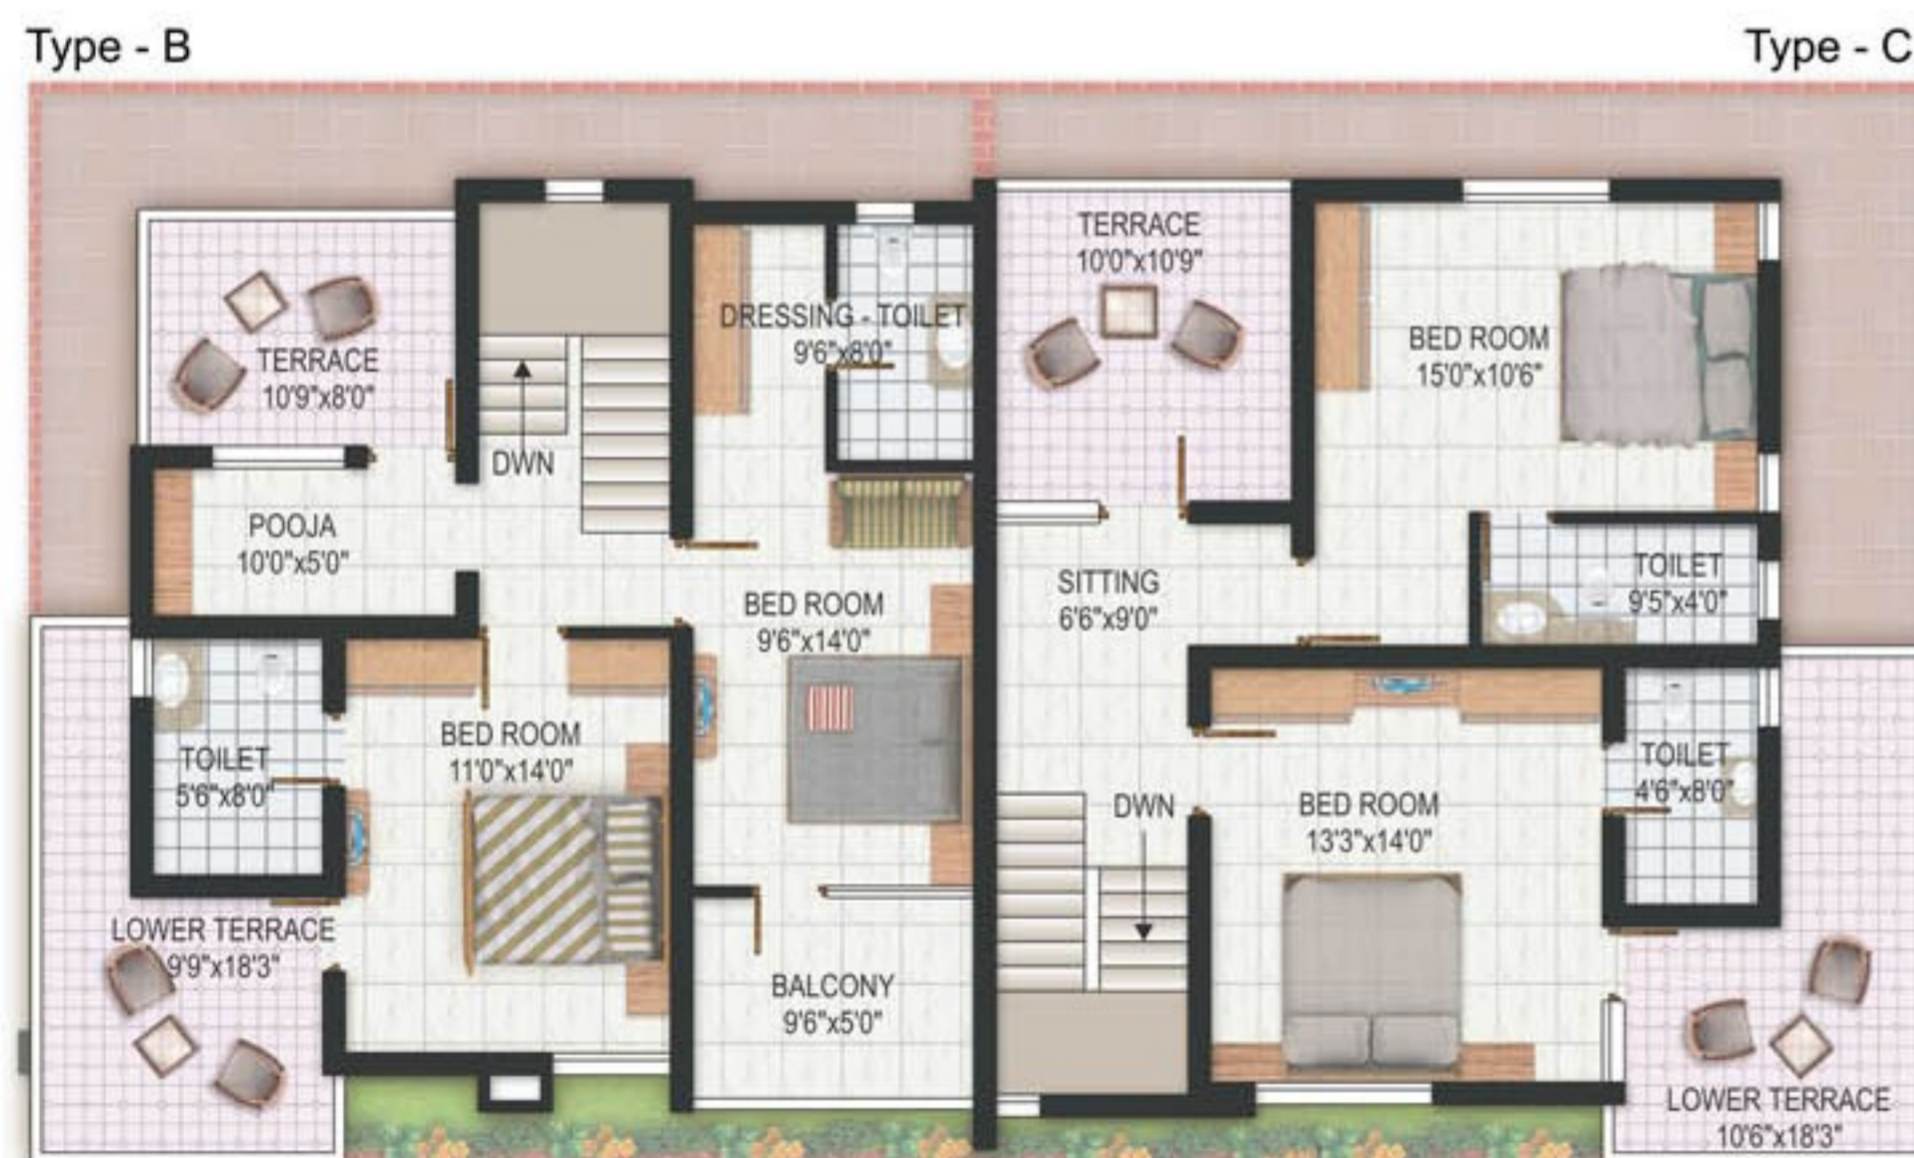 Type - B
Type - C
TERRACE
10'9"x8'0"
DWN
DRESSING - TOILET
9'6"x8'0"
POOJA
10'0"x5'0"
BED ROOM
9'6"x14'0"
TOILET
5'6"x8'0"
BED ROOM
11'0"x14'0"
LOWER TERRACE
9'9"x18'3"
BALCONY
9'6"x5'0"
TERRACE
10'0"x10'9"
BED ROOM
15'0"x10'6"
SITTING
6'6"x9'0"
TOILET
9'5"x4'0"
DWN
BED ROOM
13'3"x14'0"
TOILET
4'6"x8'0"
LOWER TERRACE
10'6"x18'3"